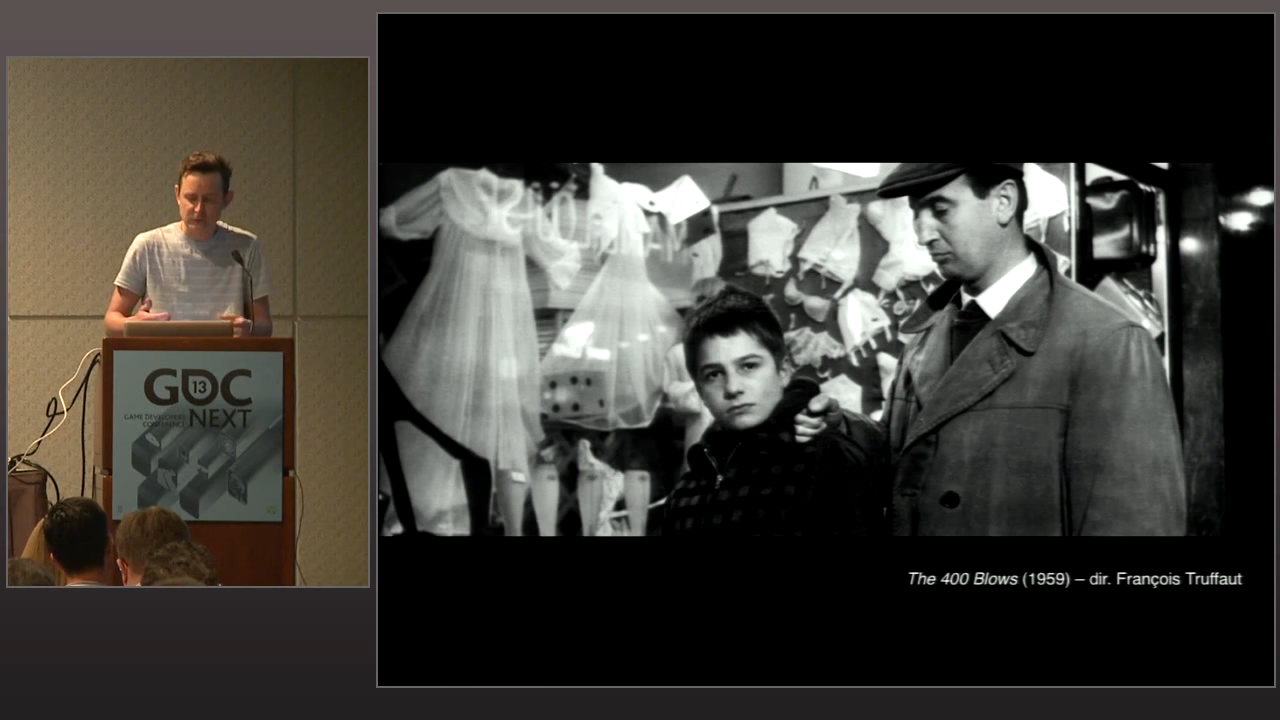 GDC
13
GAME DEVELOPERS
CONFERENCE
NEXT
The 400 Blows (1959) – dir. François Truffaut